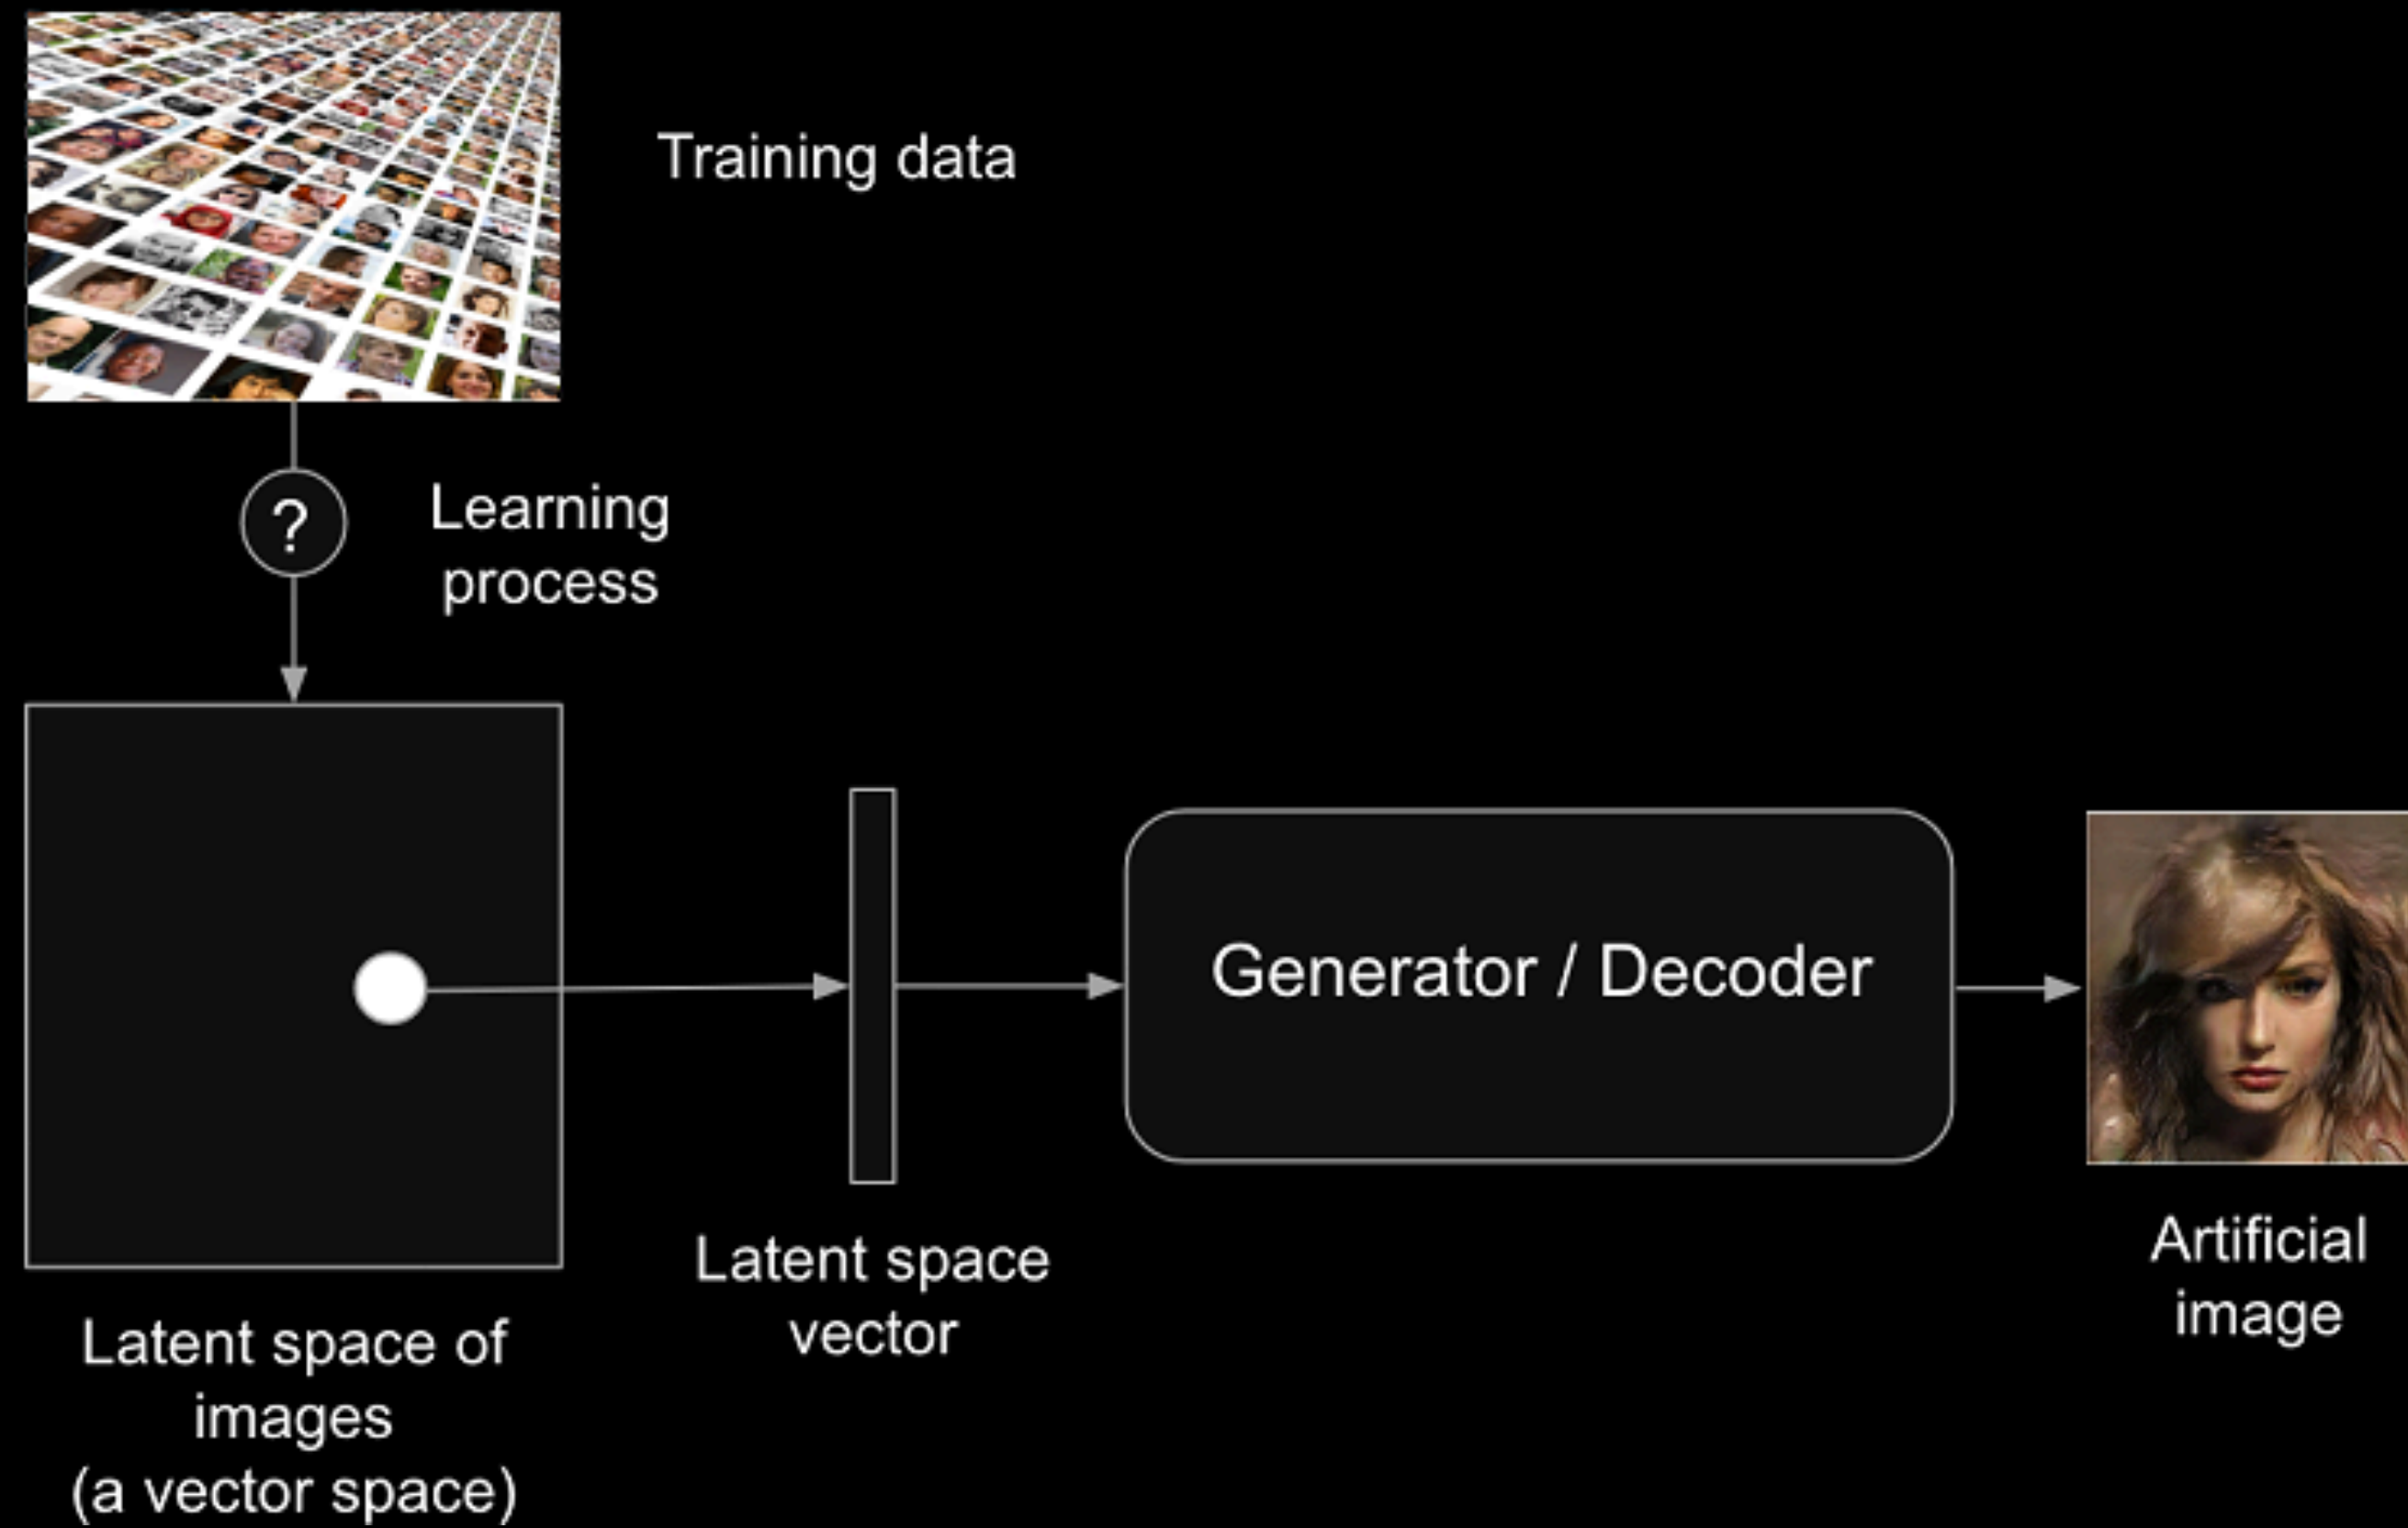 Training data
?
Learning
process
Generator / Decoder
Latent space of
images
(a vector space)
Latent space
vector
Artificial
image